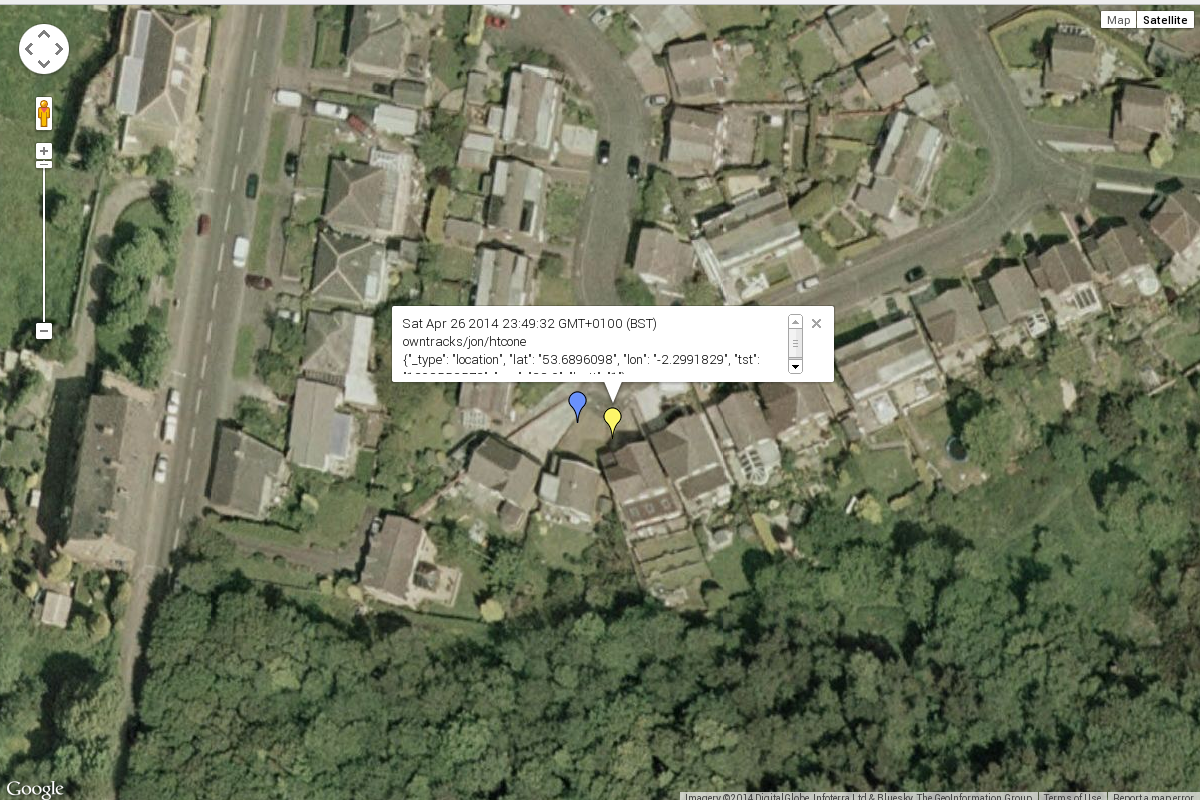 Map Satellite
Sat Apr 26 2014 23:49:32 GMT+0100 (BST)
owntracks/jon/htcone
{"_type": "location", "lat": "53.6896098", "lon": "-2.2991829", "tst":
Google
Imagery ©2014 DigitalGlobe, Infoterra Ltd & Bluesky, The GeoInformation Group
Terms of Use
Report a map error